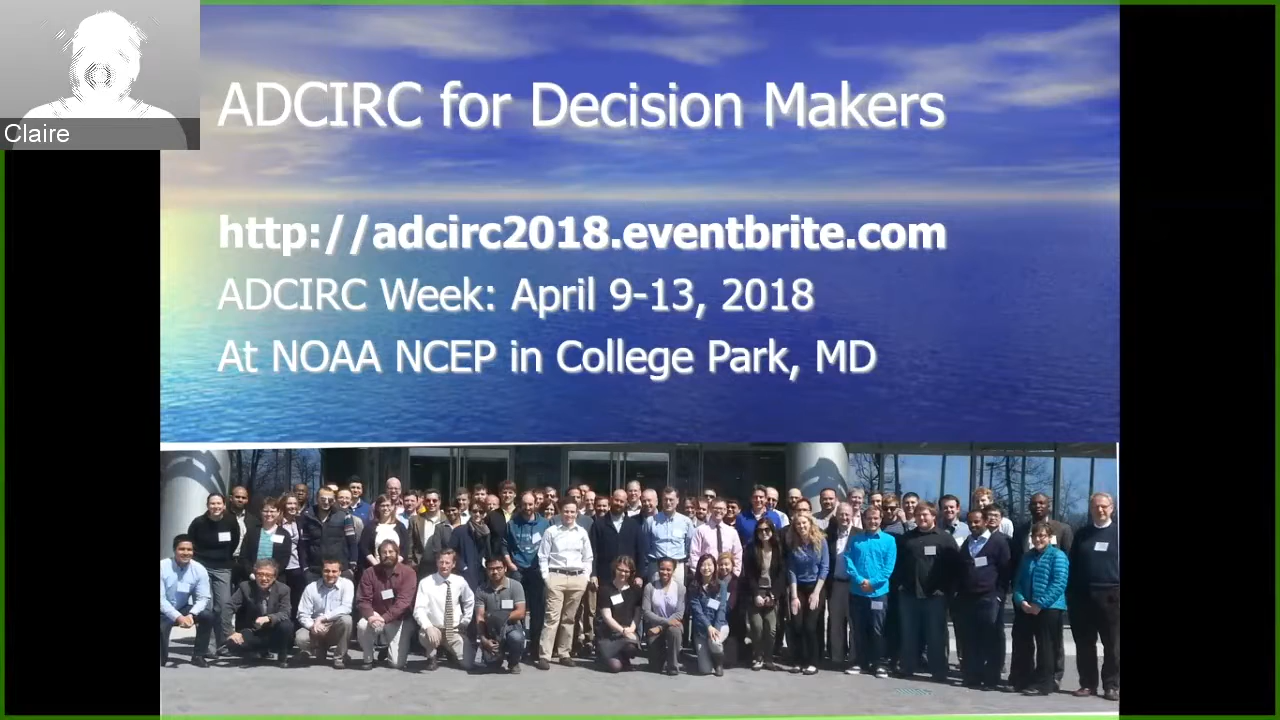 Claire
ADCIRC for Decision Makers
http://adcirc2018.eventbrite.com
ADCIRC Week: April 9-13, 2018
At NOAA NCEP in College Park, MD